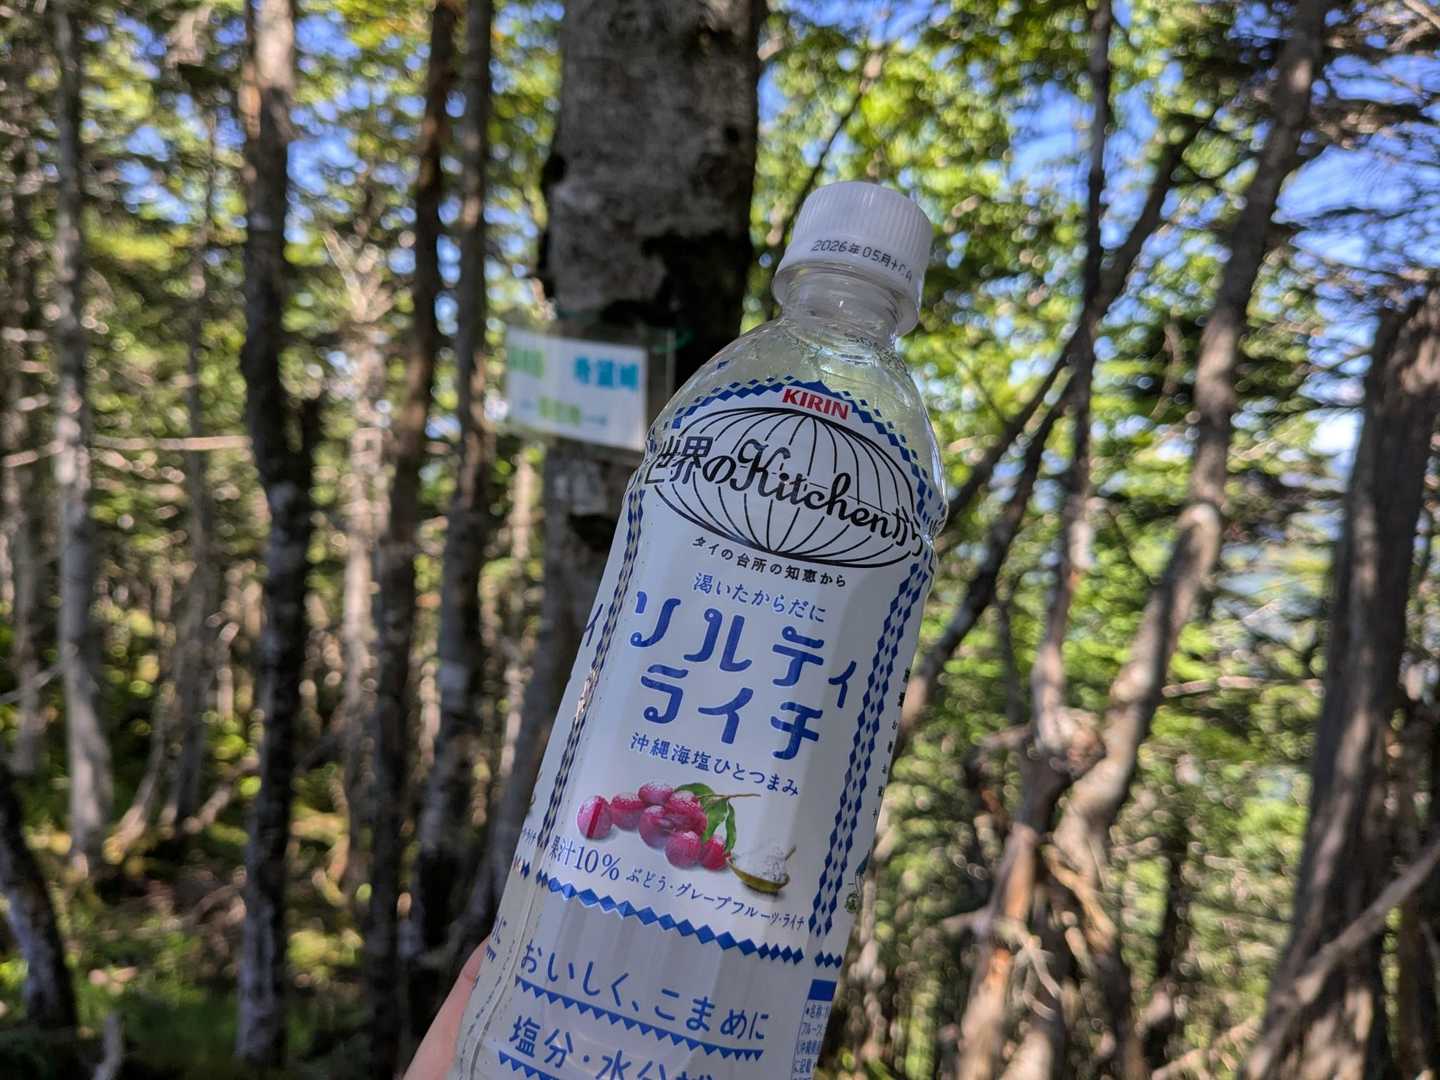 2026年05月
希望峰
KIRIN
世界のKitchenから
タイの台所の知恵から
渇いたからだに
ソルティ
ライチ
沖縄海塩ひとつまみ
果汁10% ぶどう・グレープフルーツ・ライチ
おいしく、こまめに
塩分・水分